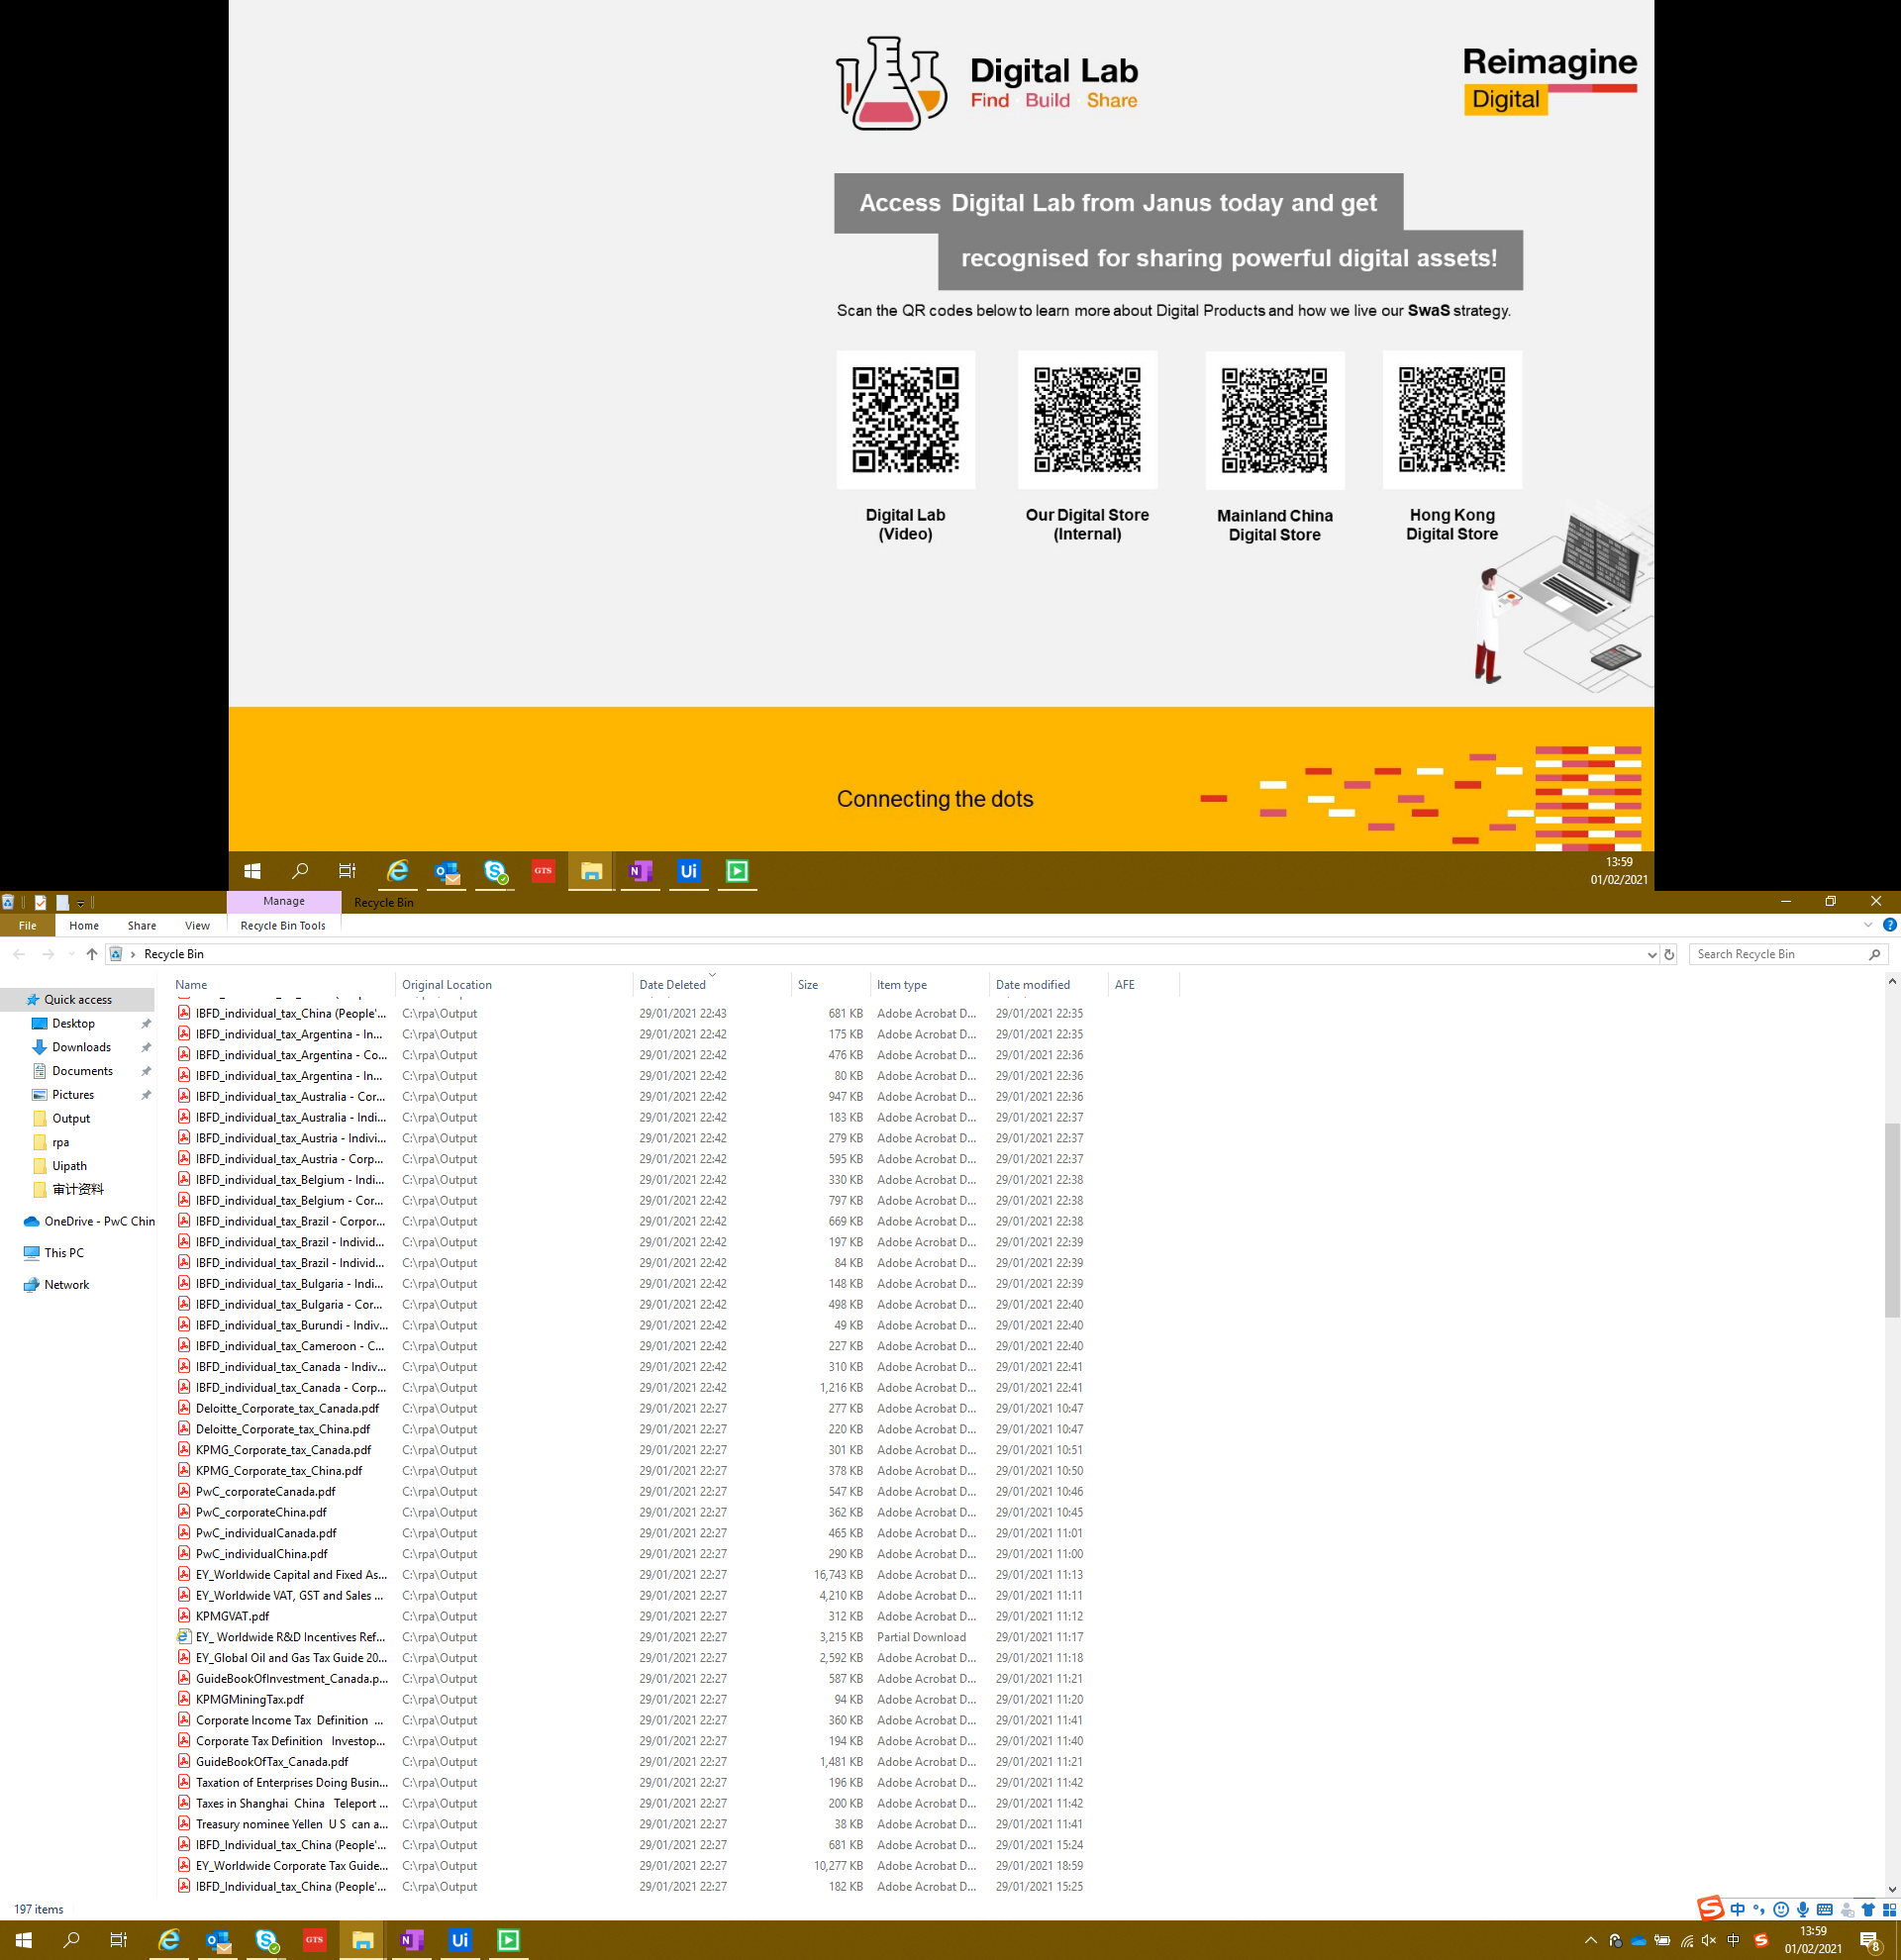 Digital Lab
Find · Build · Share
Reimagine
Digital
Access Digital Lab from Janus today and get
recognised for sharing powerful digital assets!
Scan the QR codes below to learn more about Digital Products and how we live our SwaS strategy.
Digital Lab
(Video)
Our Digital Store
(Internal)
Mainland China
Digital Store
Hong Kong
Digital Store
Connecting the dots
GTS
Ui
13:59
01/02/2021
Manage
Recycle Bin
File Home Share View Recycle Bin Tools
Recycle Bin
Search Recycle Bin
Quick access
Desktop
Downloads
Documents
Pictures
Output
rpa
Uipath
审计资料
OneDrive - PwC Chin
This PC
Network
Name Original Location Date Deleted Size Item type Date modified AFE
IBFD_individual_tax_China (People'... C:\rpa\Output 29/01/2021 22:43 681 KB Adobe Acrobat D... 29/01/2021 22:35
IBFD_individual_tax_Argentina - In... C:\rpa\Output 29/01/2021 22:42 175 KB Adobe Acrobat D... 29/01/2021 22:35
IBFD_individual_tax_Argentina - Co... C:\rpa\Output 29/01/2021 22:42 476 KB Adobe Acrobat D... 29/01/2021 22:36
IBFD_individual_tax_Argentina - In... C:\rpa\Output 29/01/2021 22:42 80 KB Adobe Acrobat D... 29/01/2021 22:36
IBFD_individual_tax_Australia - Cor... C:\rpa\Output 29/01/2021 22:42 947 KB Adobe Acrobat D... 29/01/2021 22:36
IBFD_individual_tax_Australia - Indi... C:\rpa\Output 29/01/2021 22:42 183 KB Adobe Acrobat D... 29/01/2021 22:37
IBFD_individual_tax_Austria - Indivi... C:\rpa\Output 29/01/2021 22:42 279 KB Adobe Acrobat D... 29/01/2021 22:37
IBFD_individual_tax_Austria - Corp... C:\rpa\Output 29/01/2021 22:42 595 KB Adobe Acrobat D... 29/01/2021 22:37
IBFD_individual_tax_Belgium - Indi... C:\rpa\Output 29/01/2021 22:42 330 KB Adobe Acrobat D... 29/01/2021 22:38
IBFD_individual_tax_Belgium - Cor... C:\rpa\Output 29/01/2021 22:42 797 KB Adobe Acrobat D... 29/01/2021 22:38
IBFD_individual_tax_Brazil - Corpor... C:\rpa\Output 29/01/2021 22:42 669 KB Adobe Acrobat D... 29/01/2021 22:38
IBFD_individual_tax_Brazil - Individ... C:\rpa\Output 29/01/2021 22:42 197 KB Adobe Acrobat D... 29/01/2021 22:39
IBFD_individual_tax_Brazil - Individ... C:\rpa\Output 29/01/2021 22:42 84 KB Adobe Acrobat D... 29/01/2021 22:39
IBFD_individual_tax_Bulgaria - Indi... C:\rpa\Output 29/01/2021 22:42 148 KB Adobe Acrobat D... 29/01/2021 22:39
IBFD_individual_tax_Bulgaria - Cor... C:\rpa\Output 29/01/2021 22:42 498 KB Adobe Acrobat D... 29/01/2021 22:40
IBFD_individual_tax_Burundi - Indiv... C:\rpa\Output 29/01/2021 22:42 49 KB Adobe Acrobat D... 29/01/2021 22:40
IBFD_individual_tax_Cameroon - C... C:\rpa\Output 29/01/2021 22:42 227 KB Adobe Acrobat D... 29/01/2021 22:40
IBFD_individual_tax_Canada - Indiv... C:\rpa\Output 29/01/2021 22:42 310 KB Adobe Acrobat D... 29/01/2021 22:41
IBFD_individual_tax_Canada - Corp... C:\rpa\Output 29/01/2021 22:42 1,216 KB Adobe Acrobat D... 29/01/2021 22:41
Deloitte_Corporate_tax_Canada.pdf C:\rpa\Output 29/01/2021 22:27 277 KB Adobe Acrobat D... 29/01/2021 10:47
Deloitte_Corporate_tax_China.pdf C:\rpa\Output 29/01/2021 22:27 220 KB Adobe Acrobat D... 29/01/2021 10:47
KPMG_Corporate_tax_Canada.pdf C:\rpa\Output 29/01/2021 22:27 301 KB Adobe Acrobat D... 29/01/2021 10:51
KPMG_Corporate_tax_China.pdf C:\rpa\Output 29/01/2021 22:27 378 KB Adobe Acrobat D... 29/01/2021 10:50
PwC_corporateCanada.pdf C:\rpa\Output 29/01/2021 22:27 547 KB Adobe Acrobat D... 29/01/2021 10:46
PwC_corporateChina.pdf C:\rpa\Output 29/01/2021 22:27 362 KB Adobe Acrobat D... 29/01/2021 10:45
PwC_individualCanada.pdf C:\rpa\Output 29/01/2021 22:27 465 KB Adobe Acrobat D... 29/01/2021 11:01
PwC_individualChina.pdf C:\rpa\Output 29/01/2021 22:27 290 KB Adobe Acrobat D... 29/01/2021 11:00
EY_Worldwide Capital and Fixed As... C:\rpa\Output 29/01/2021 22:27 16,743 KB Adobe Acrobat D... 29/01/2021 11:13
EY_Worldwide VAT, GST and Sales ... C:\rpa\Output 29/01/2021 22:27 4,210 KB Adobe Acrobat D... 29/01/2021 11:11
KPMGVAT.pdf C:\rpa\Output 29/01/2021 22:27 312 KB Adobe Acrobat D... 29/01/2021 11:12
EY_ Worldwide R&D Incentives Ref... C:\rpa\Output 29/01/2021 22:27 3,215 KB Partial Download 29/01/2021 11:17
EY_Global Oil and Gas Tax Guide 20... C:\rpa\Output 29/01/2021 22:27 2,592 KB Adobe Acrobat D... 29/01/2021 11:18
GuideBookOfInvestment_Canada.p... C:\rpa\Output 29/01/2021 22:27 587 KB Adobe Acrobat D... 29/01/2021 11:21
KPMGMiningTax.pdf C:\rpa\Output 29/01/2021 22:27 94 KB Adobe Acrobat D... 29/01/2021 11:20
Corporate Income Tax Definition ... C:\rpa\Output 29/01/2021 22:27 360 KB Adobe Acrobat D... 29/01/2021 11:41
Corporate Tax Definition Investop... C:\rpa\Output 29/01/2021 22:27 194 KB Adobe Acrobat D... 29/01/2021 11:40
GuideBookOfTax_Canada.pdf C:\rpa\Output 29/01/2021 22:27 1,481 KB Adobe Acrobat D... 29/01/2021 11:21
Taxation of Enterprises Doing Busin... C:\rpa\Output 29/01/2021 22:27 196 KB Adobe Acrobat D... 29/01/2021 11:42
Taxes in Shanghai China Teleport ... C:\rpa\Output 29/01/2021 22:27 200 KB Adobe Acrobat D... 29/01/2021 11:42
Treasury nominee Yellen U S can a... C:\rpa\Output 29/01/2021 22:27 38 KB Adobe Acrobat D... 29/01/2021 11:41
IBFD_Individual_tax_China (People'... C:\rpa\Output 29/01/2021 22:27 681 KB Adobe Acrobat D... 29/01/2021 15:24
EY_Worldwide Corporate Tax Guide... C:\rpa\Output 29/01/2021 22:27 10,277 KB Adobe Acrobat D... 29/01/2021 18:59
IBFD_Individual_tax_China (People'... C:\rpa\Output 29/01/2021 22:27 182 KB Adobe Acrobat D... 29/01/2021 15:25
197 items
中
GTS
Ui
中
13:59
01/02/2021
8